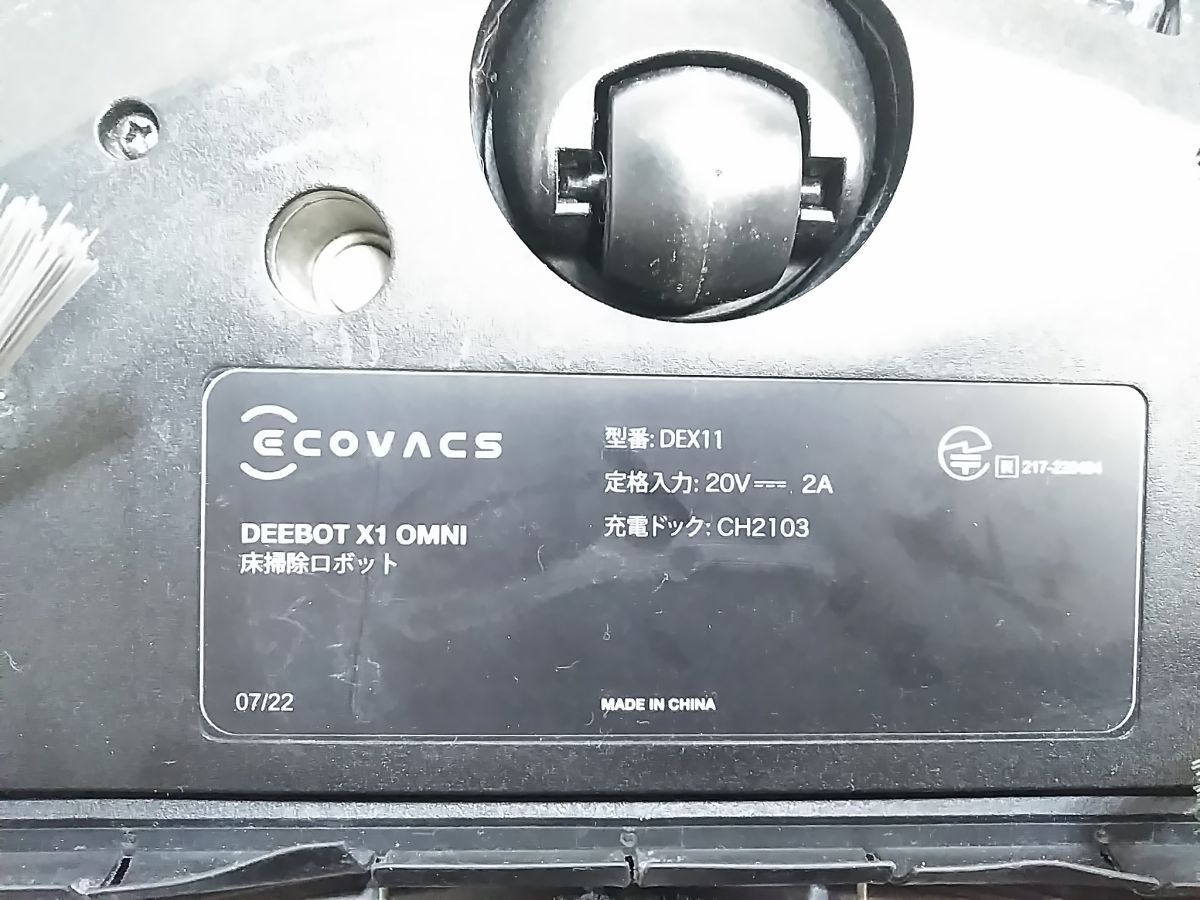 ECOVACS
DEEBOT X1 OMNI
床掃除ロボット
07/22
型番: DEX11
定格入力: 20V⎓ 2A
充電ドック: CH2103
MADE IN CHINA
R